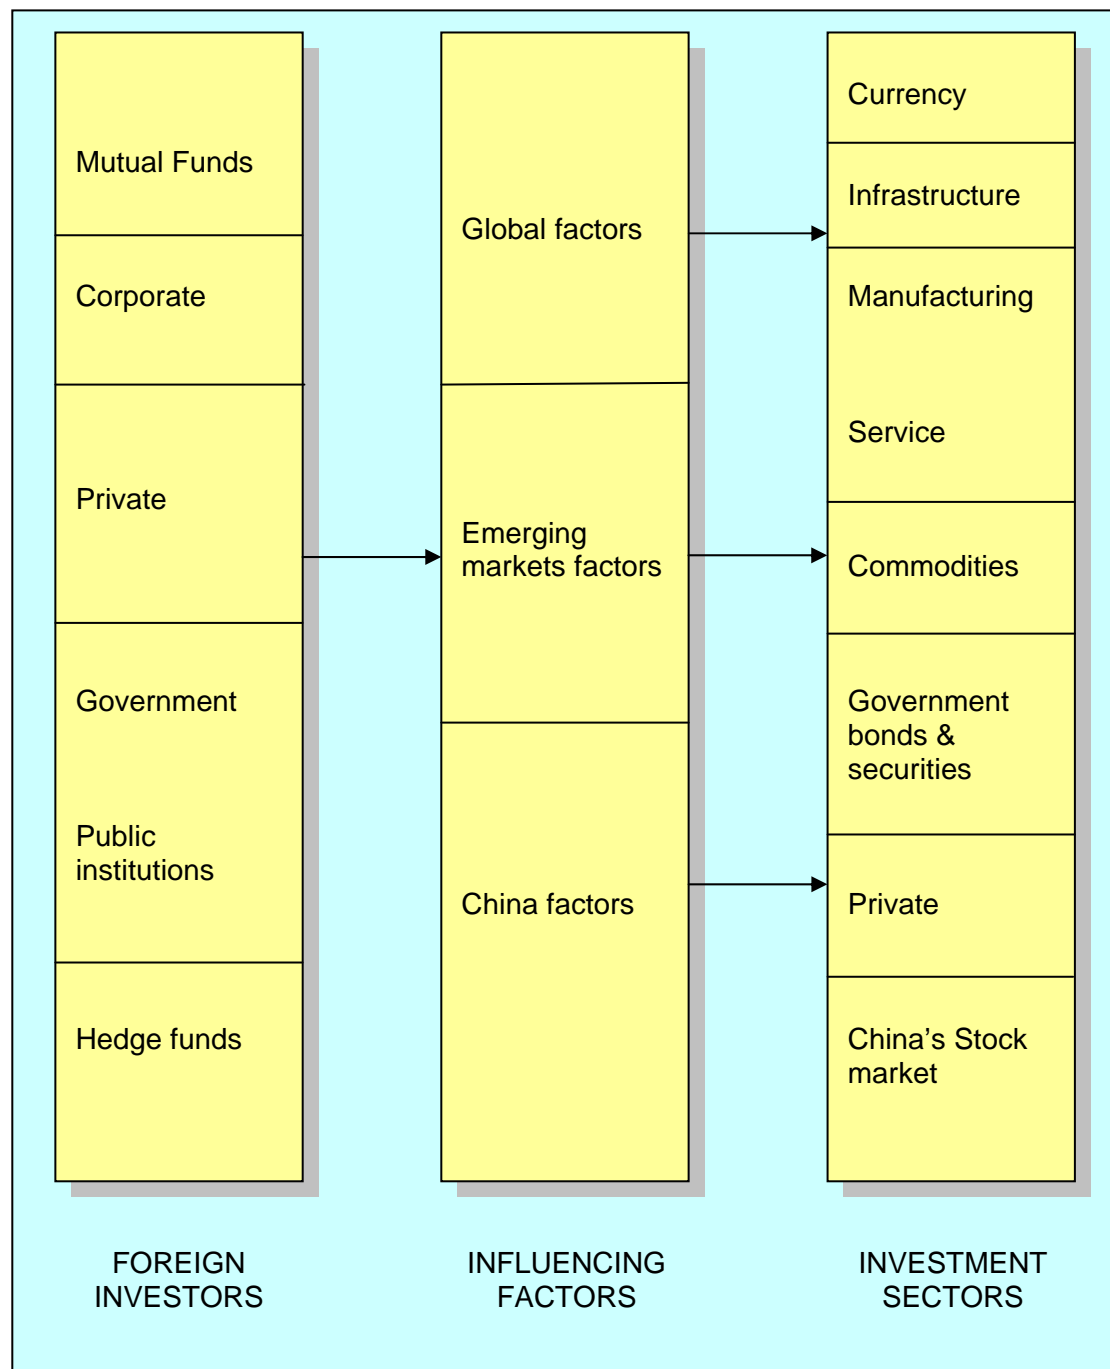 Mutual Funds
Corporate
Private
Government
Public
institutions
Hedge funds
FOREIGN
INVESTORS
Global factors
Emerging
markets factors
China factors
INFLUENCING
FACTORS
Currency
Infrastructure
Manufacturing
Service
Commodities
Government
bonds &
securities
Private
China’s Stock
market
INVESTMENT
SECTORS